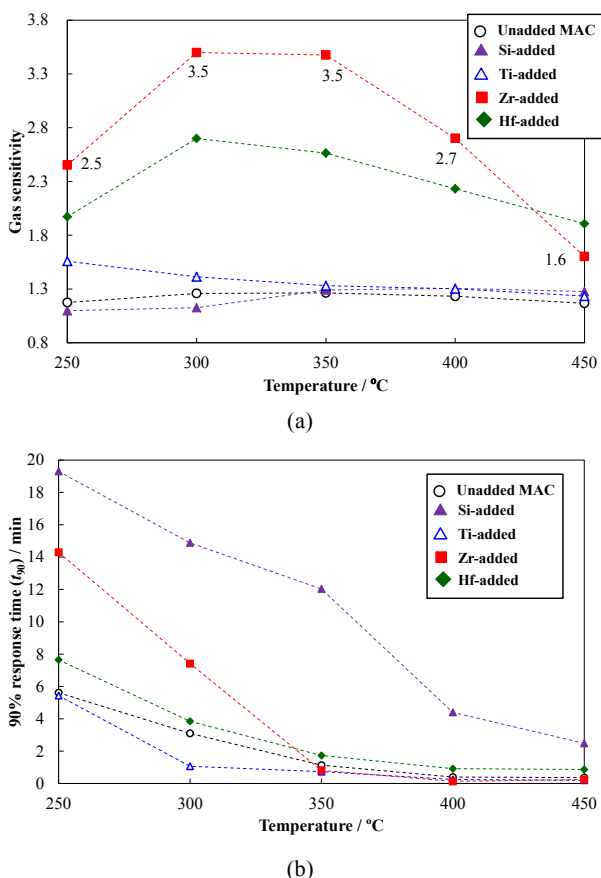 3.8
3.3
2.8
2.3
1.8
1.3
0.8
Gas sensitivity
Unadded MAC
Si-added
Ti-added
Zr-added
Hf-added
2.5
3.5
3.5
2.7
1.6
250 300 350 400 450
Temperature / °C
(a)
20
18
16
14
12
10
8
6
4
2
0
90% response time (t90) / min
Unadded MAC
Si-added
Ti-added
Zr-added
Hf-added
250 300 350 400 450
Temperature / °C
(b)